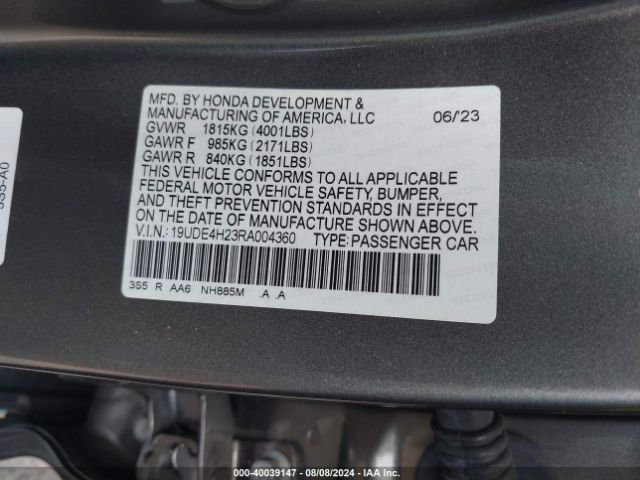 MFD. BY HONDA DEVELOPMENT &
MANUFACTURING OF AMERICA, LLC 06/'23
GVWR 1815KG (4001LBS)
GAWR F 985KG (2171LBS)
GAWR R 840KG (1851LBS)
THIS VEHICLE CONFORMS TO ALL APPLICABLE
FEDERAL MOTOR VEHICLE SAFETY, BUMPER,
AND THEFT PREVENTION STANDARDS IN EFFECT
ON THE DATE OF MANUFACTURE SHOWN ABOVE.
V.I.N.: 19UDE4H23RA004360 TYPE: PASSENGER CAR
3S5 R AA6 NH885M .A .A
3S5-A0
000-40039147 - 08/08/2024 - IAA Inc.